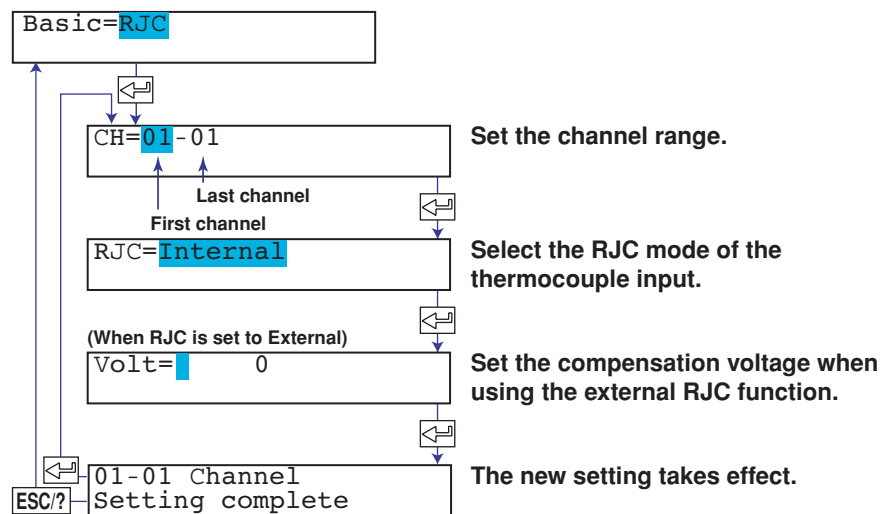 Basic=RJC
CH=01-01
Set the channel range.
Last channel
First channel
RJC=Internal
Select the RJC mode of the
thermocouple input.
(When RJC is set to External)
Volt= 0
Set the compensation voltage when
using the external RJC function.
01-01 Channel
The new setting takes effect.
ESC/?
Setting complete